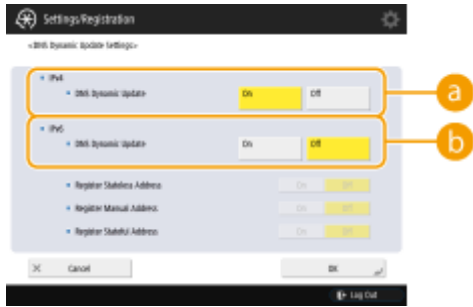 Settings/Registration
<DNS Dynamic Update Settings>
IPv4
DNS Dynamic Update
On
Off
a
IPv6
DNS Dynamic Update
On
Off
b
Register Stateless Address
On
Off
Register Manual Address
On
Off
Register Stateful Address
On
Off
Cancel
OK
Log Out